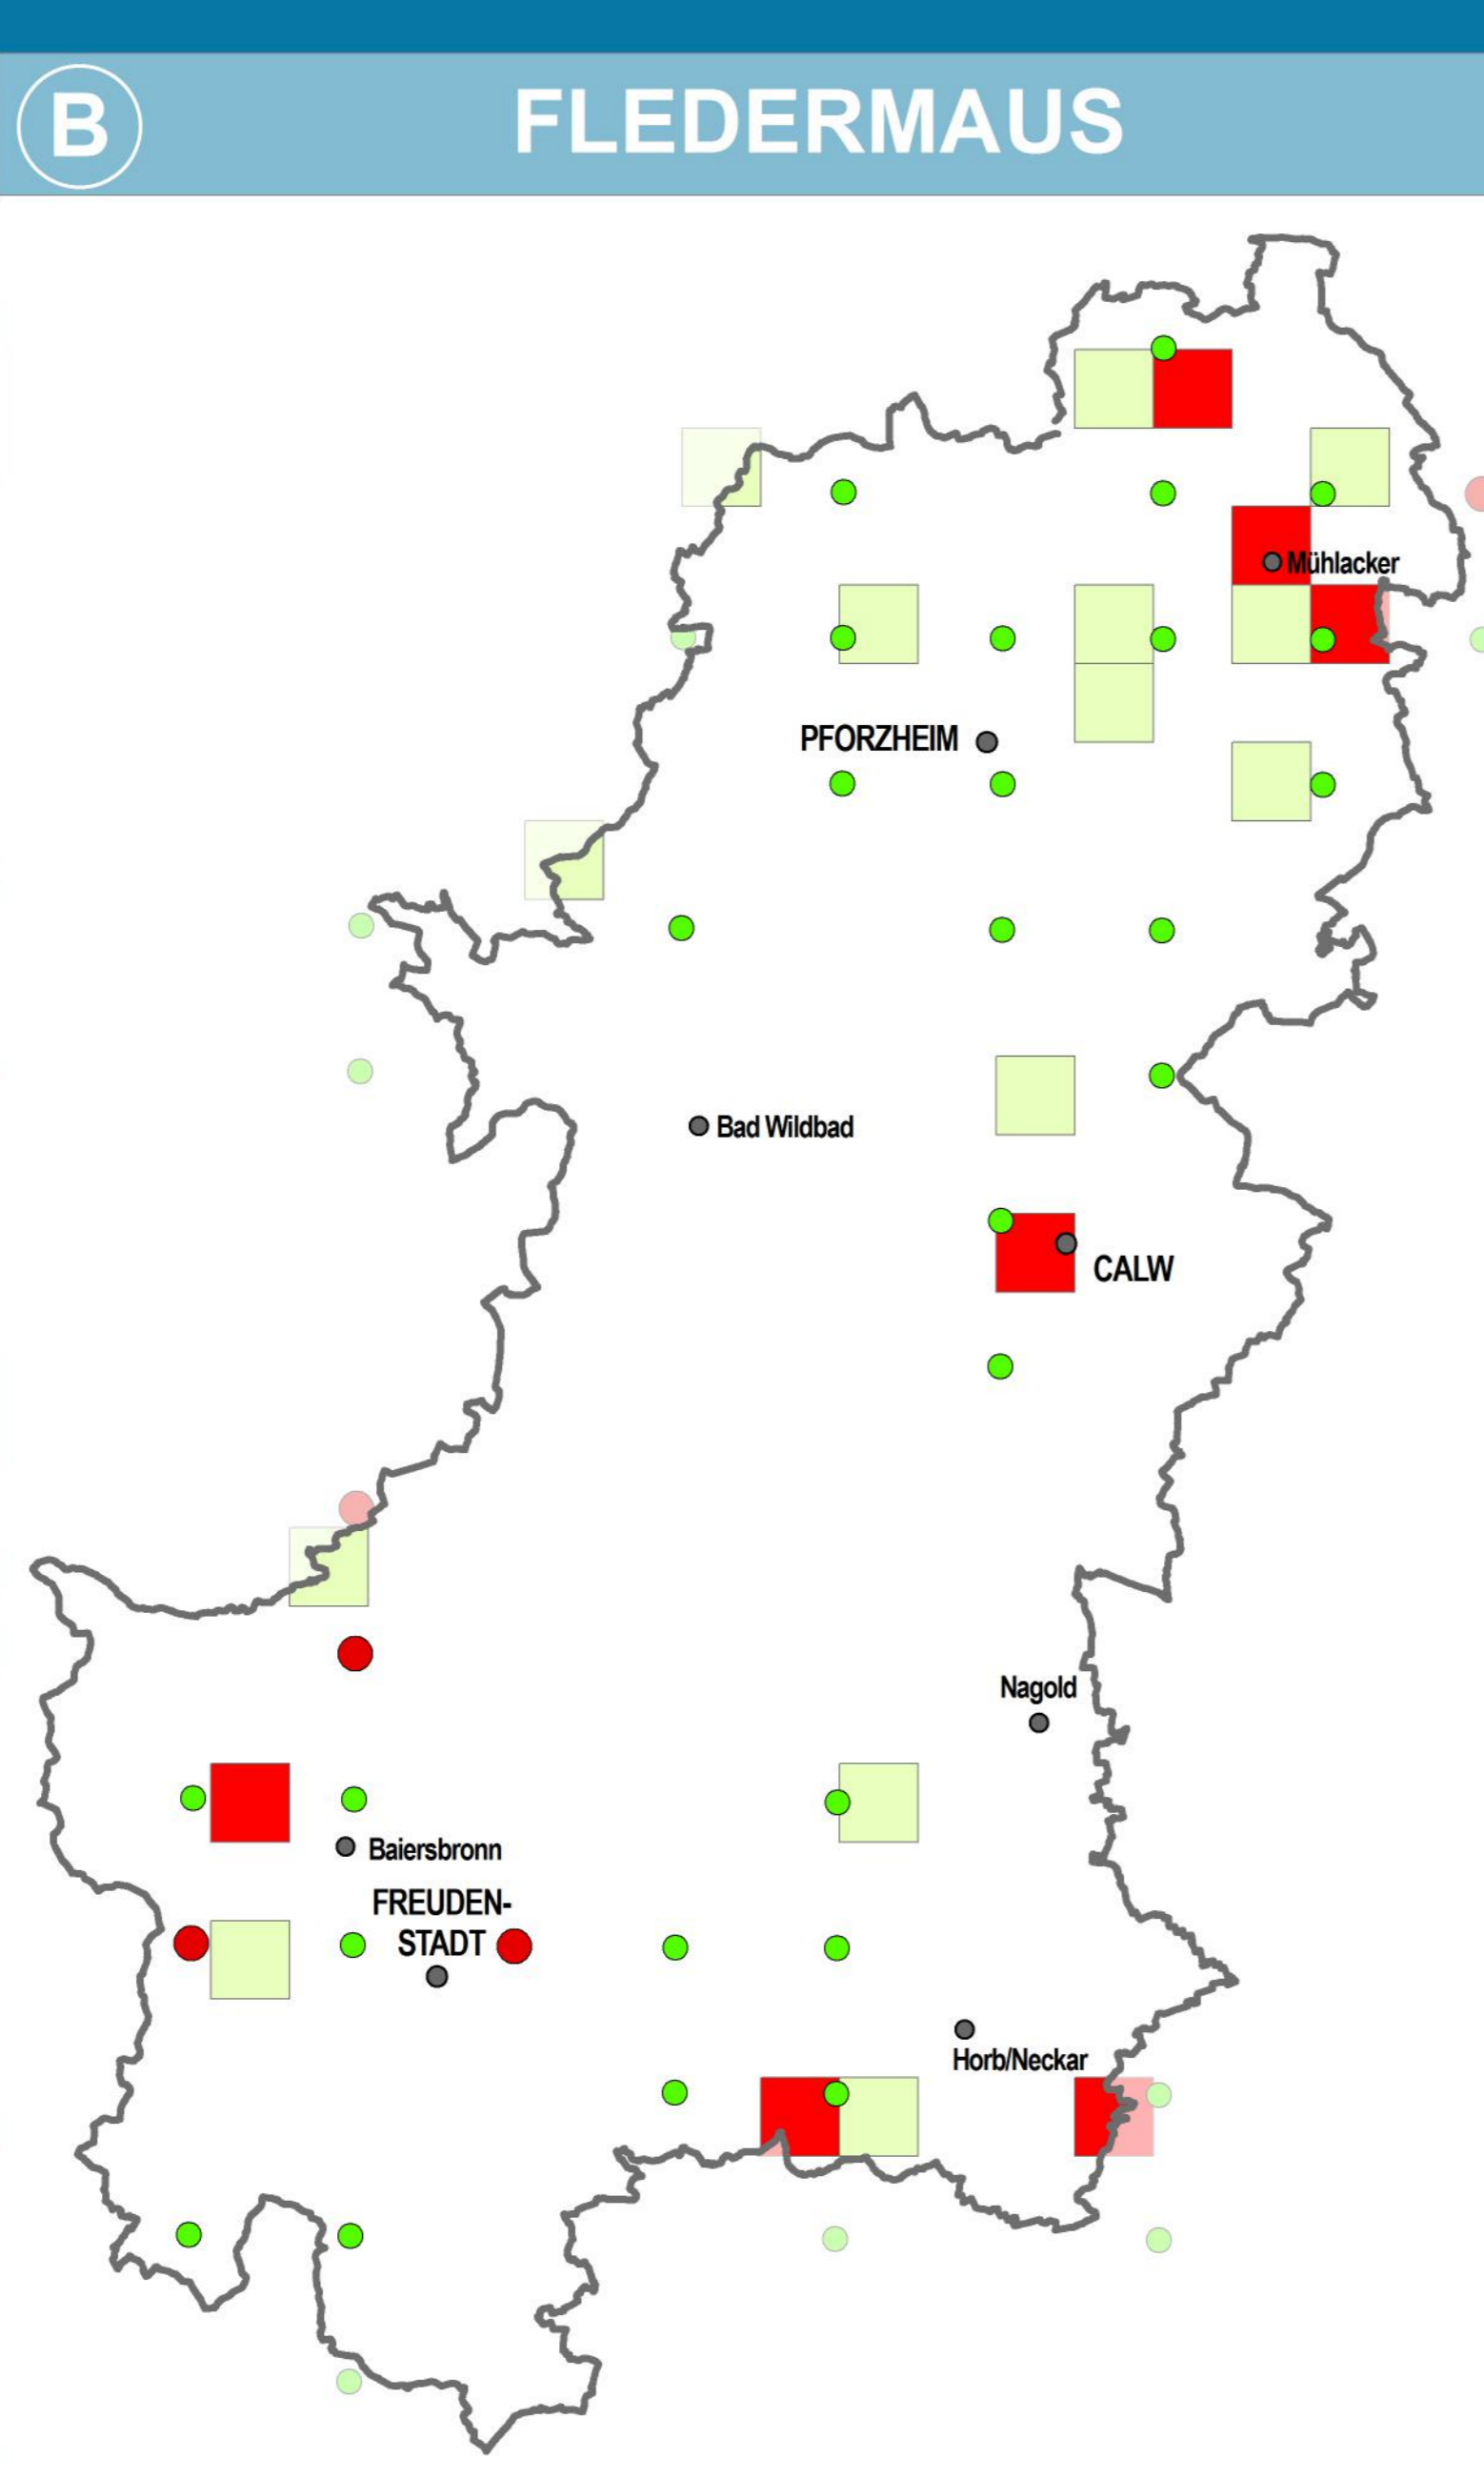 B
FLEDERMAUS
Mühlacker
PFORZHEIM
Bad Wildbad
CALW
Nagold
Baiersbronn
FREUDEN-
STADT
Horb/Neckar